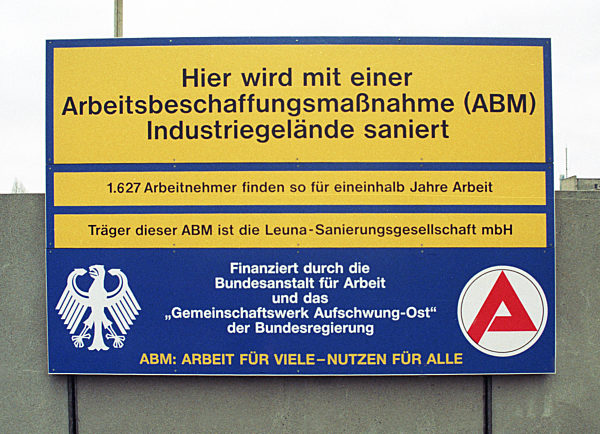 Hier wird mit einer
Arbeitsbeschaffungsmaßnahme (ABM)
Industriegelände saniert
1.627 Arbeitnehmer finden so für eineinhalb Jahre Arbeit
Träger dieser ABM ist die Leuna-Sanierungsgesellschaft mbH
Finanziert durch die
Bundesanstalt für Arbeit
und das
„Gemeinschaftswerk Aufschwung-Ost“
der Bundesregierung
ABM: ARBEIT FÜR VIELE–NUTZEN FÜR ALLE